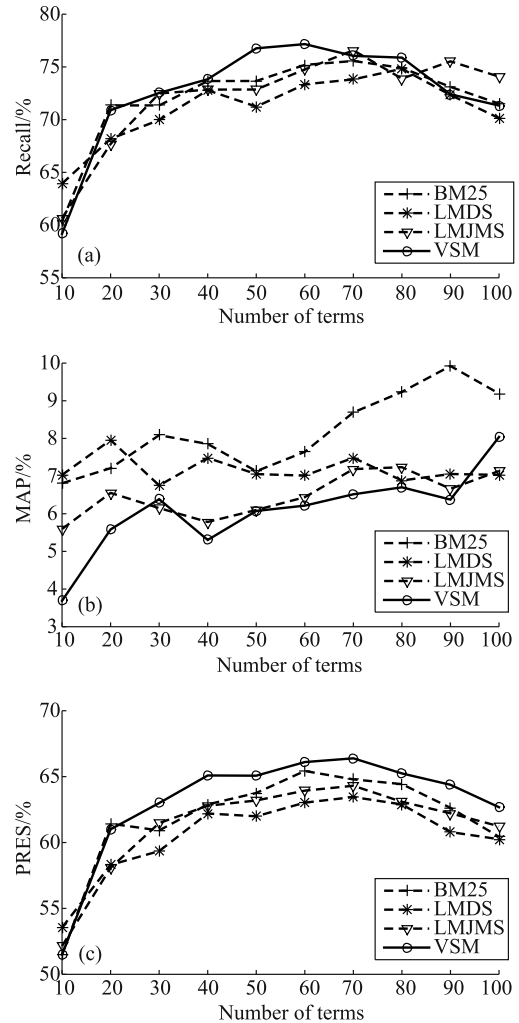 80
75
70
65
60
55
Recall/%
(a)
BM25
LMDS
LMJMS
VSM
10 20 30 40 50 60 70 80 90 100
Number of terms
10
9
8
7
6
5
4
3
MAP/%
(b)
BM25
LMDS
LMJMS
VSM
10 20 30 40 50 60 70 80 90 100
Number of terms
70
65
60
55
50
PRES/%
(c)
BM25
LMDS
LMJMS
VSM
10 20 30 40 50 60 70 80 90 100
Number of terms